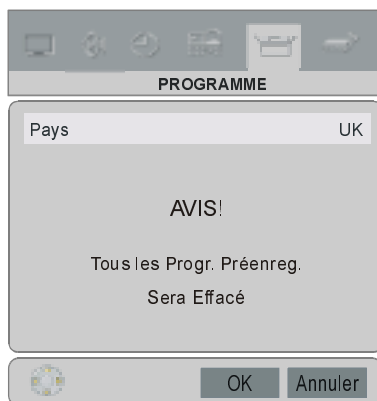 PROGRAMME
Pays UK
AVIS!
Tous les Progr. Préenreg.
Sera Effacé
OK Annuler